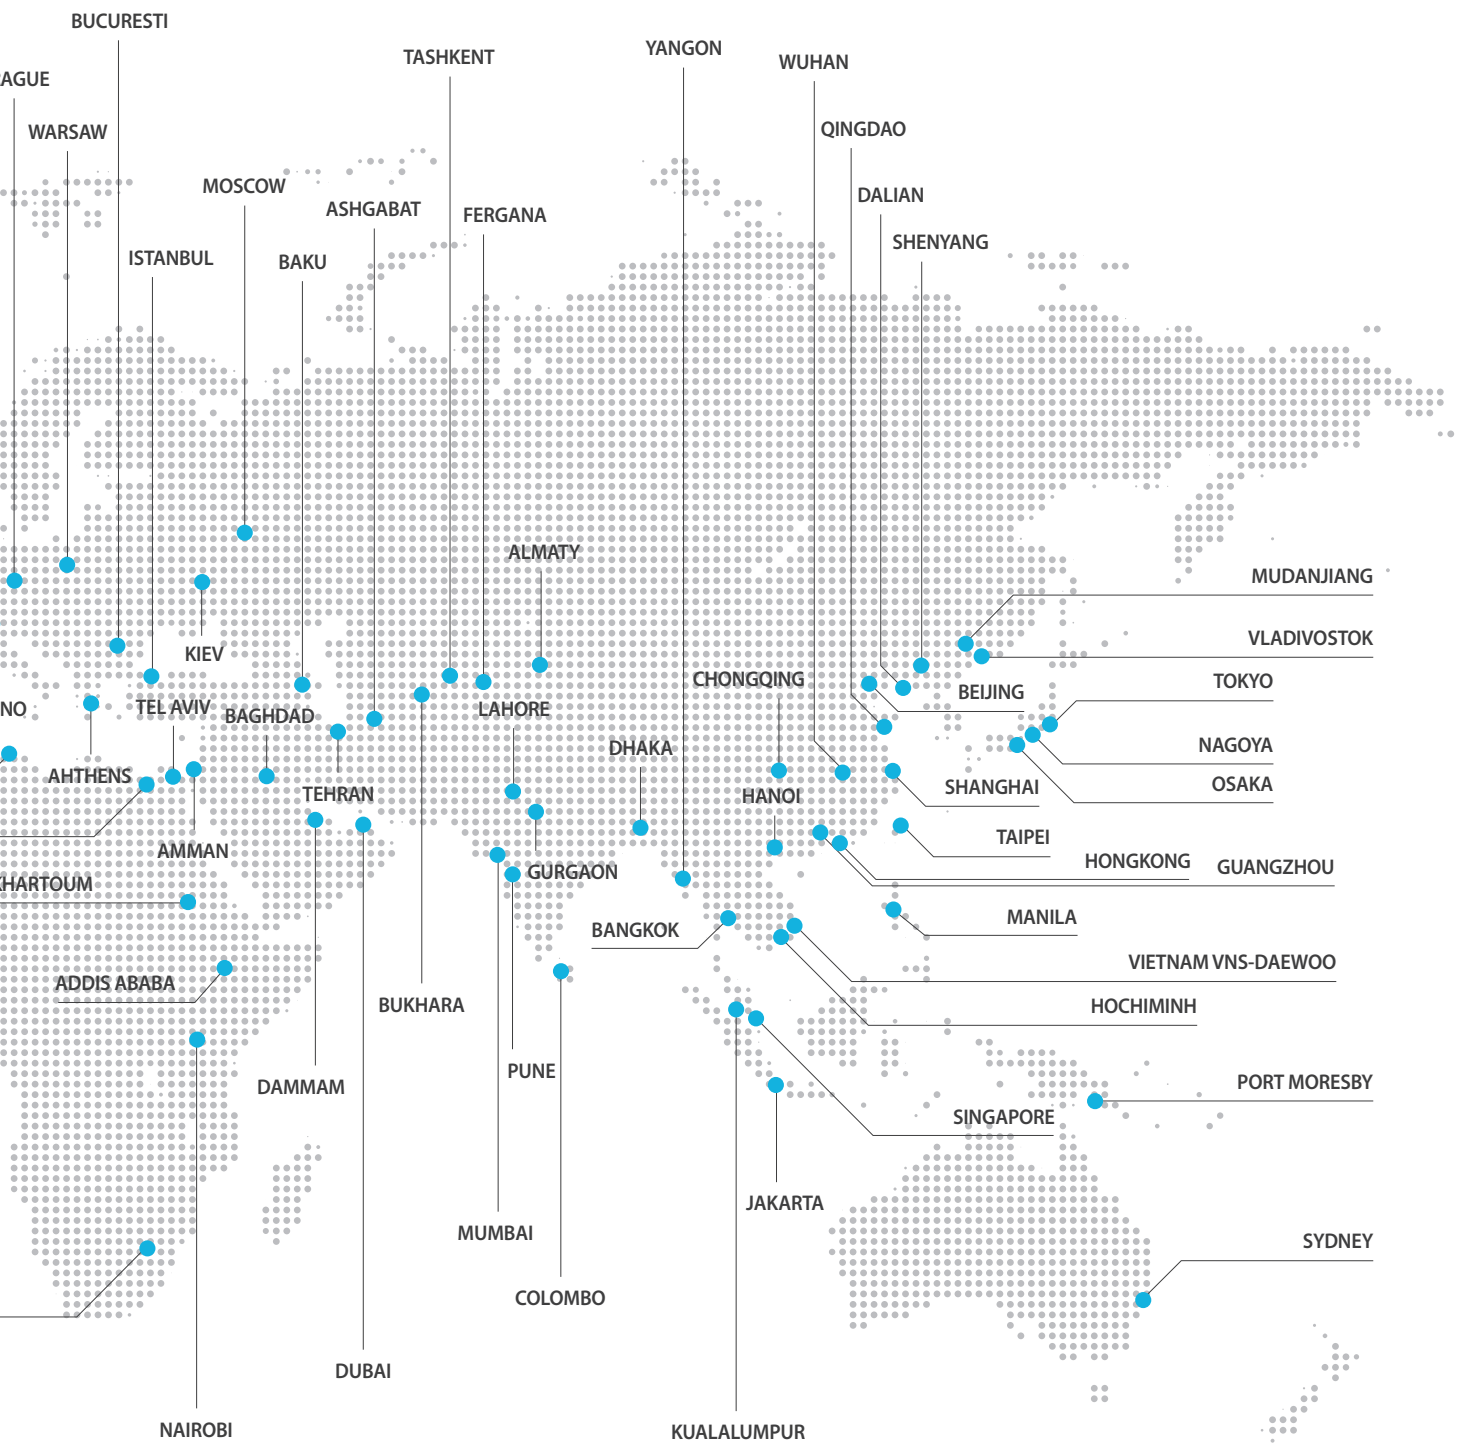 BUCURESTI
YANGON
TASHKENT
WUHAN
AGUE
WARSAW
QINGDAO
MOSCOW
DALIAN
ASHGABAT
FERGANA
SHENYANG
ISTANBUL
BAKU
ALMATY
MUDANJIANG
VLADIVOSTOK
KIEV
CHONGQING
TOKYO
BEIJING
NO
TEL AVIV
LAHORE
BAGHDAD
NAGOYA
DHAKA
AHTHENS
OSAKA
SHANGHAI
TEHRAN
HANOI
TAIPEI
AMMAN
HONGKONG
GUANGZHOU
GURGAON
KHARTOUM
MANILA
BANGKOK
VIETNAM VNS-DAEWOO
ADDIS ABABA
BUKHARA
HOCHIMINH
PUNE
PORT MORESBY
DAMMAM
SINGAPORE
JAKARTA
MUMBAI
SYDNEY
COLOMBO
DUBAI
NAIROBI
KUALALUMPUR